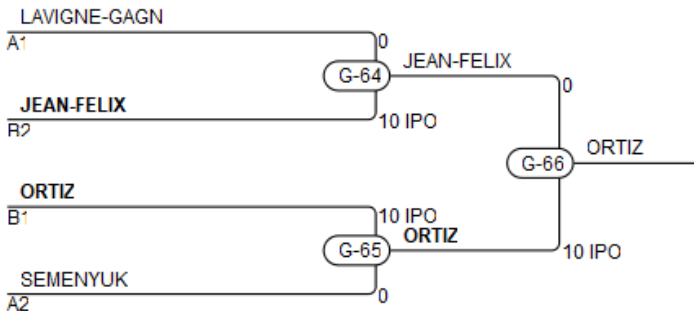 LAVIGNE-GAGN
A1
0
G-64
JEAN-FELIX
0
JEAN-FÉLIX
B2
10 IPO
G-66
ORTIZ
ORTIZ
B1
10 IPO
G-65
ORTIZ
10 IPO
SEMENYUK
A2
0